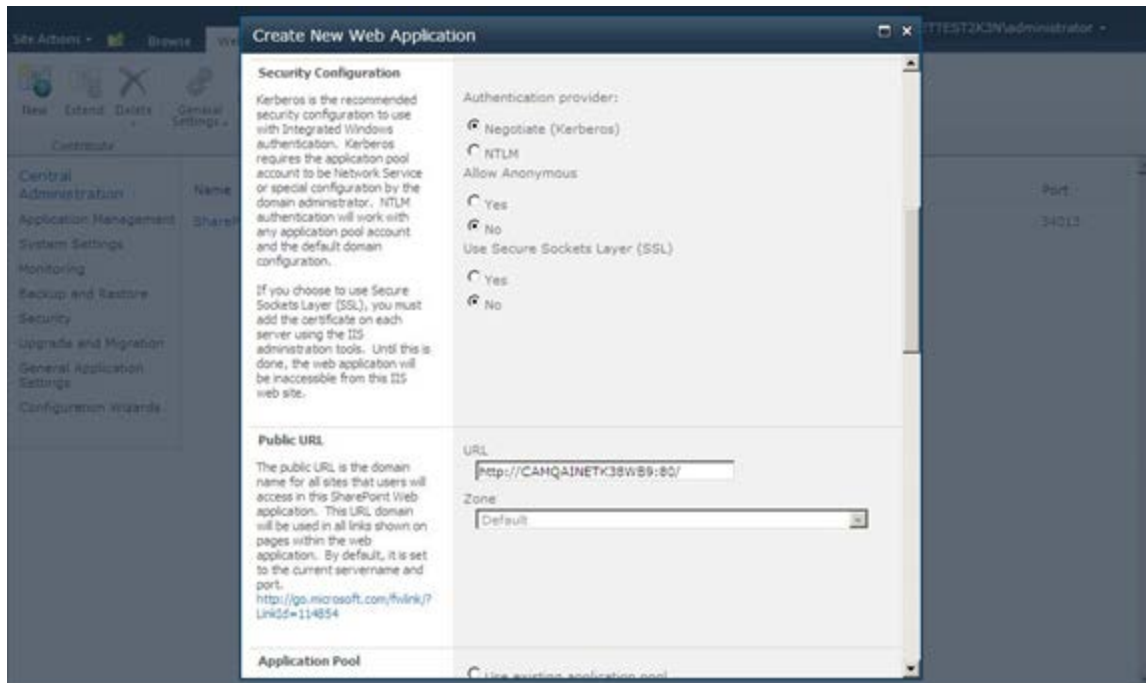 Site Actions
Browse
Create New Web Application
ETTEST2K3N\administrator
New
Extend
Delete
General
Settings
Contribute
Central
Administration
Application Management
System Settings
Monitoring
Backup and Restore
Security
Upgrade and Migration
General Application
Settings
Configuration Wizards
Name
ShareP
Port
34013
Security Configuration
Kerberos is the recommended
security configuration to use
with Integrated Windows
authentication. Kerberos
requires the application pool
account to be Network Service
or special configuration by the
domain administrator. NTLM
authentication will work with
any application pool account
and the default domain
configuration.
If you choose to use Secure
Sockets Layer (SSL), you must
add the certificate on each
server using the IIS
administration tools. Until this is
done, the web application will
be inaccessible from this IIS
web site.
Authentication provider:
Negotiate (Kerberos)
NTLM
Allow Anonymous
Yes
No
Use Secure Sockets Layer (SSL)
Yes
No
Public URL
The public URL is the domain
name for all sites that users will
access in this SharePoint Web
application. This URL domain
will be used in all links shown on
pages within the web
application. By default, it is set
to the current servername and
port.
http://go.microsoft.com/fwlink/?
LinkId=114854
URL
http://CAMQAINETK38WB9:80/
Zone
Default
Application Pool
Use existing application pool